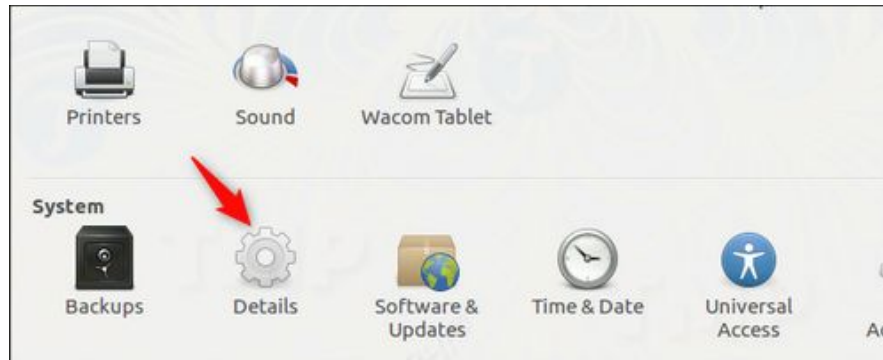 Printers
Sound
Wacom Tablet
System
Backups
Details
Software &
Updates
Time & Date
Universal
Access